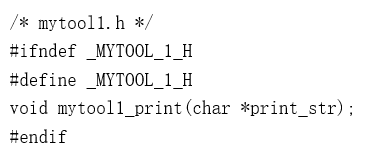 /* mytool1.h */
#ifndef _MYTOOL_1_H
#define _MYTOOL_1_H
void mytool1_print(char *print_str);
#endif